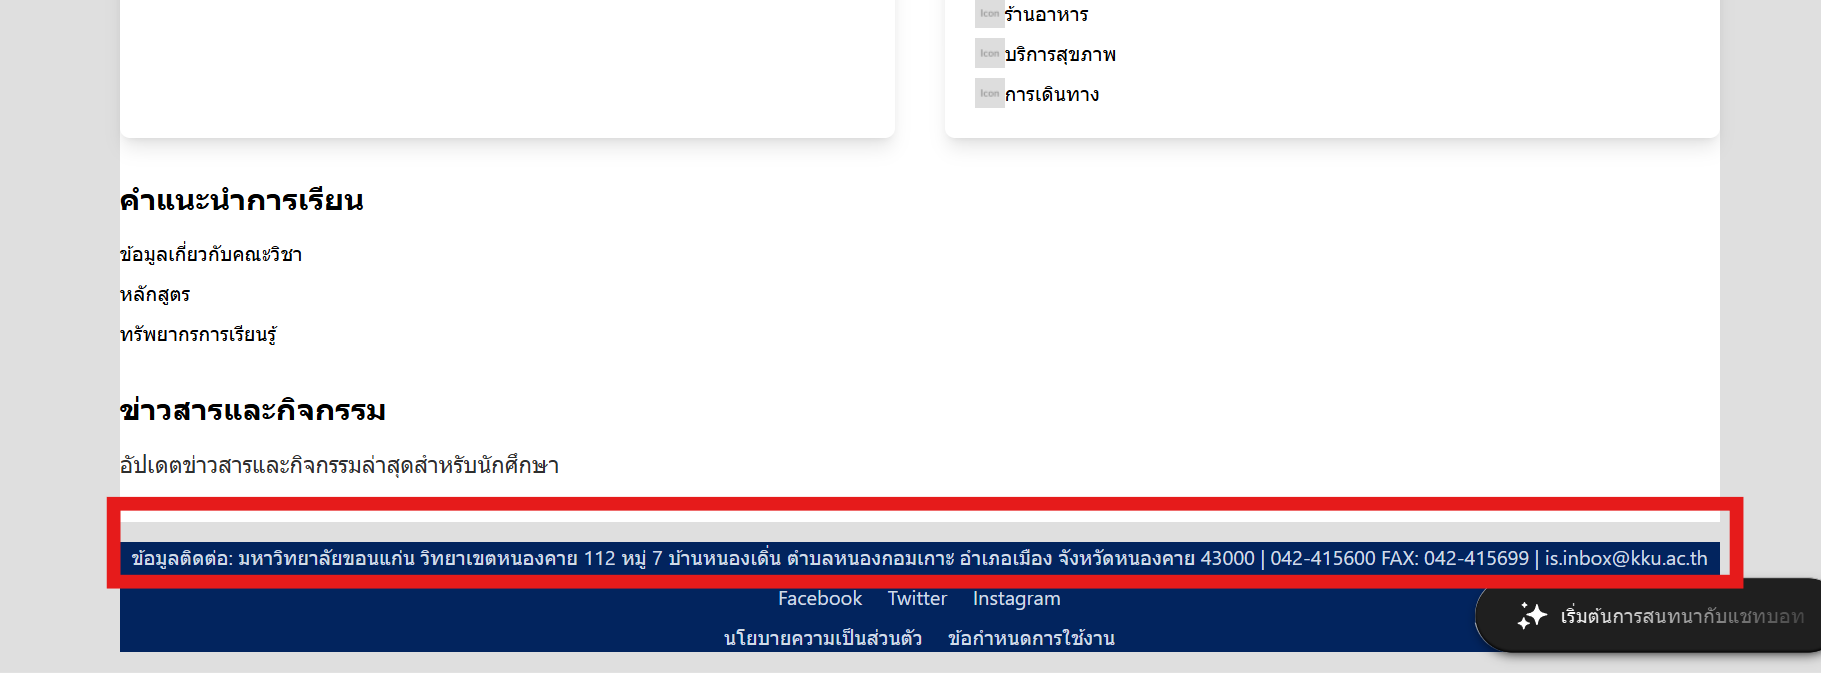 Icon ร้านอาหาร
Icon บริการสุขภาพ
Icon การเดินทาง
คำแนะนำการเรียน
ข้อมูลเกี่ยวกับคณะวิชา
หลักสูตร
ทรัพยากรการเรียนรู้
ข่าวสารและกิจกรรม
อัปเดตข่าวสารและกิจกรรมล่าสุดสำหรับนักศึกษา
ข้อมูลติดต่อ: มหาวิทยาลัยขอนแก่น วิทยาเขตหนองคาย 112 หมู่ 7 บ้านหนองเดิ่น ตำบลหนองกอมเกาะ อำเภอเมือง จังหวัดหนองคาย 43000 | 042-415600 FAX: 042-415699 | is.inbox@kku.ac.th
Facebook Twitter Instagram
เริ่มต้นการสนทนากับแชทบอท
นโยบายความเป็นส่วนตัว ข้อกำหนดการใช้งาน